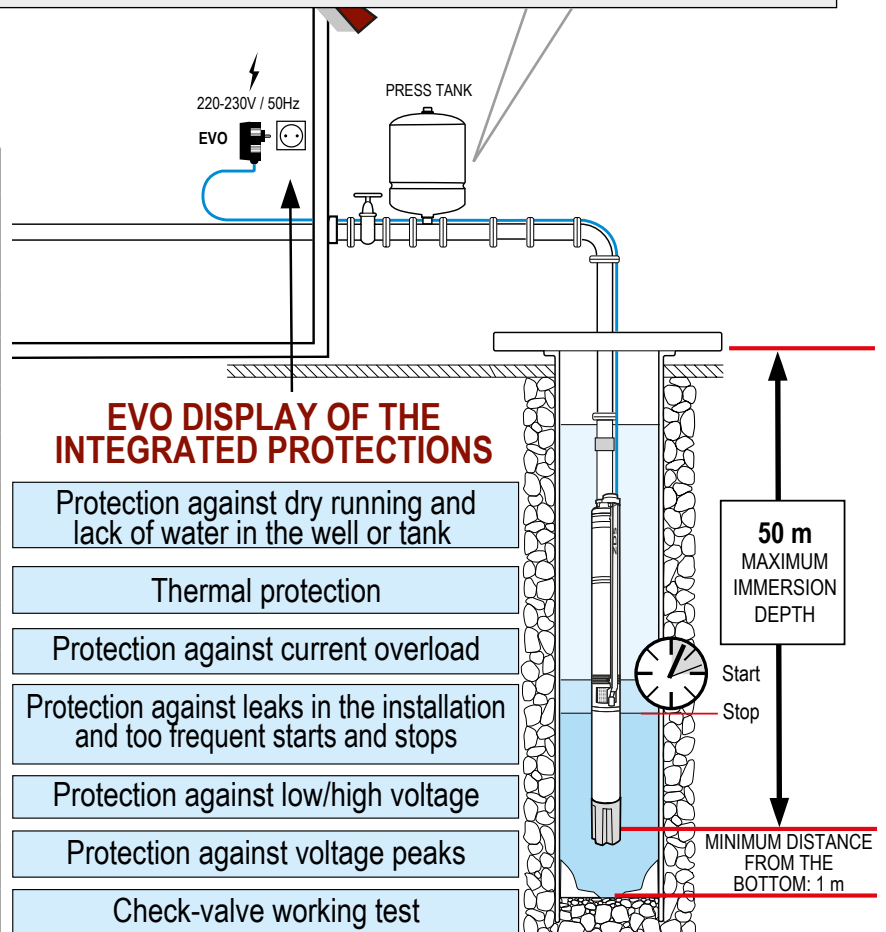 220-230V / 50Hz
EVO
PRESS TANK
EVO DISPLAY OF THE
INTEGRATED PROTECTIONS
Protection against dry running and
lack of water in the well or tank
Thermal protection
Protection against current overload
Protection against leaks in the installation
and too frequent starts and stops
Protection against low/high voltage
Protection against voltage peaks
Check-valve working test
ZDS
50 m
MAXIMUM
IMMERSION
DEPTH
Start
Stop
MINIMUM DISTANCE
FROM THE
BOTTOM: 1 m